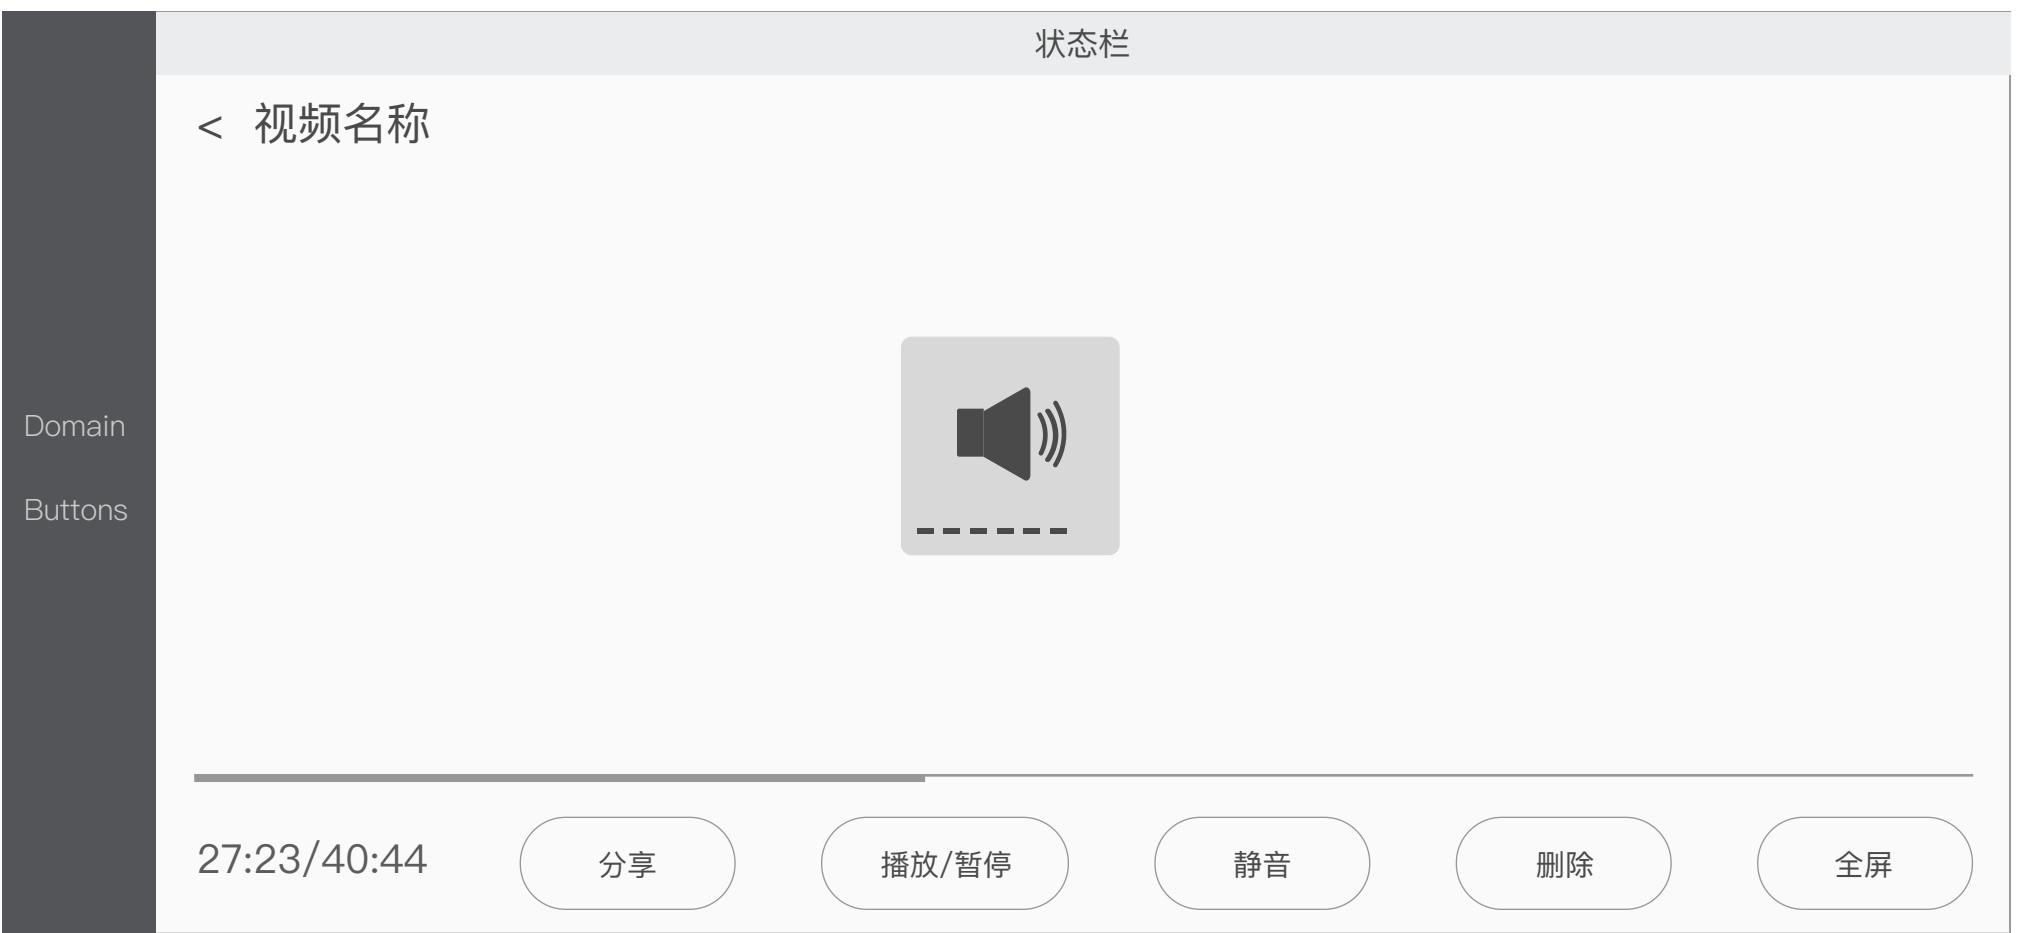 状态栏
< 视频名称
Domain
Buttons
27:23/40:44
分享
播放/暂停
静音
删除
全屏